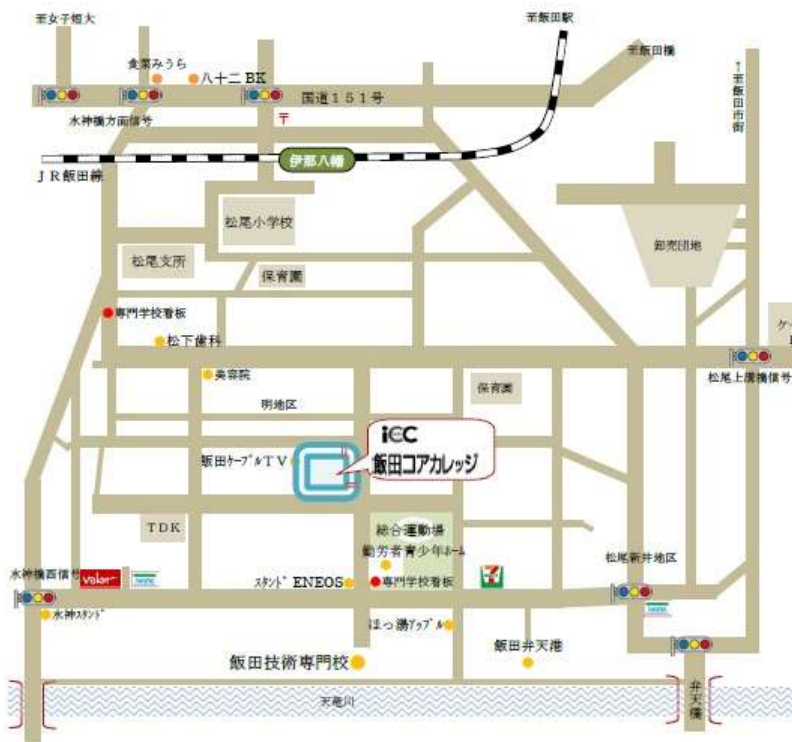 至女子短大
至飯田駅
至飯田橋
↑至飯田市街
食菜みうら
八十二BK
国道151号
水神橋方面信号
〒
伊那八幡
JR飯田線
松尾小学校
松尾支所
保育園
卸売団地
専門学校看板
松下歯科
松尾上溝橋信号
美容院
保育園
明地区
iCC
飯田コアカレッジ
飯田ケーブルTV
TDK
総合運動場
勤労者青少年ホーム
松尾新井地区
水神橋西信号
Valor
スタンド ENEOS
専門学校看板
7
水神スタンド
ほっ湯アップル
飯田弁天港
飯田技術専門校
天竜川
弁天橋